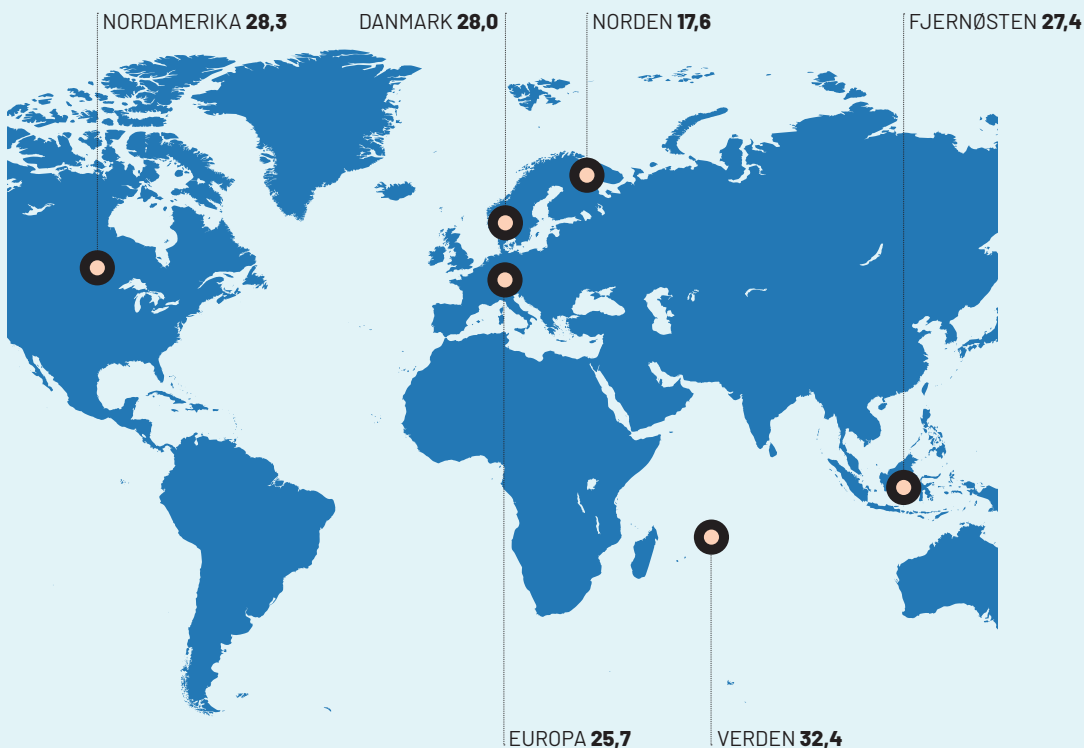 NORDAMERIKA 28,3
DANMARK 28,0
NORDEN 17,6
FJERNØSTEN 27,4
EUROPA 25,7
VERDEN 32,4